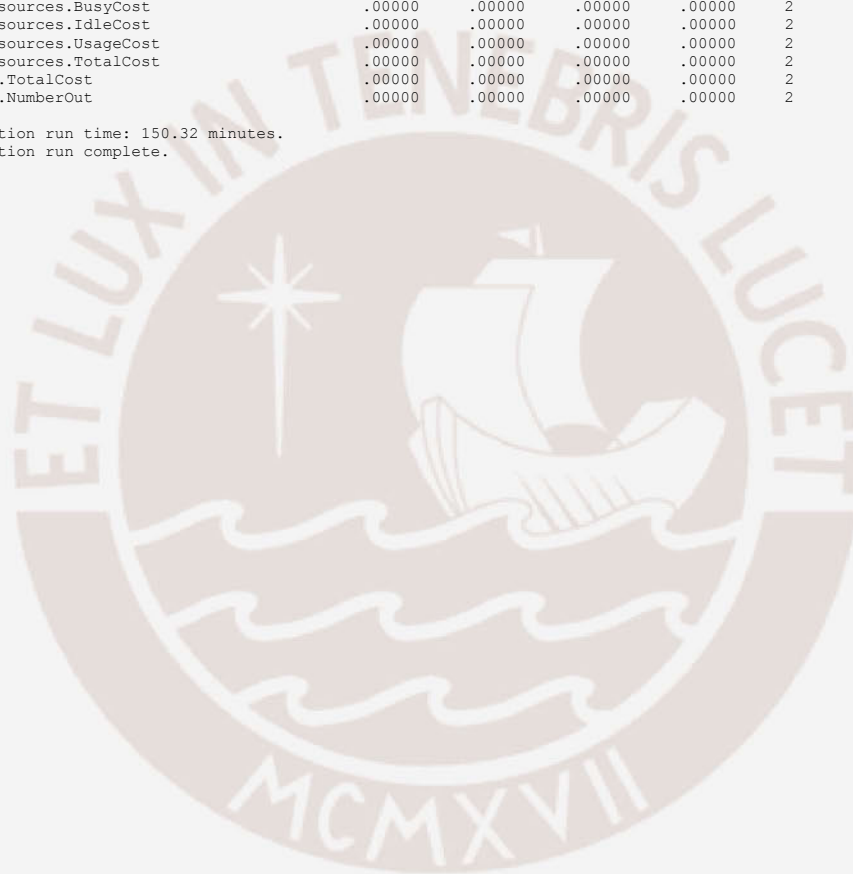 sources.BusyCost .00000 .00000 .00000 .00000 2
sources.IdleCost .00000 .00000 .00000 .00000 2
sources.UsageCost .00000 .00000 .00000 .00000 2
sources.TotalCost .00000 .00000 .00000 .00000 2
.TotalCost .00000 .00000 .00000 .00000 2
.NumberOut .00000 .00000 .00000 .00000 2
tion run time: 150.32 minutes.
tion run complete.
ET LUX IN TENEBRIS LUCET
MCMXVII